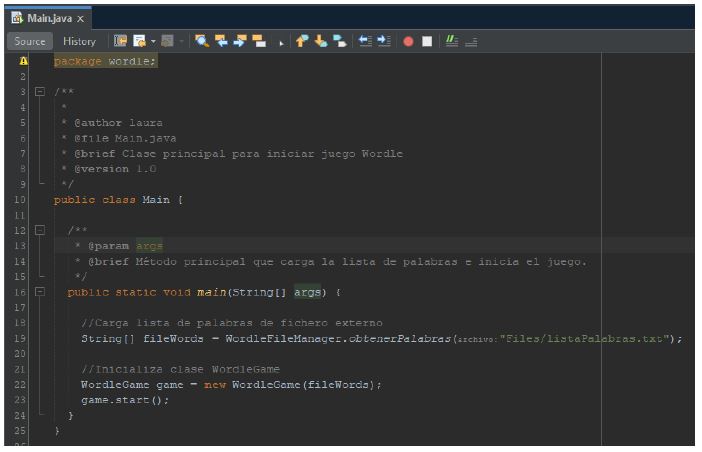 Main.java
Source History
package wordle;
2
3 /**
4 *
5 * @author laura
6 * @file Main.java
7 * @brief Clase principal para iniciar juego Wordle
8 * @version 1.0
9 */
10 public class Main {
11
12 /**
13 * @param args
14 * @brief Método principal que carga la lista de palabras e inicia el juego.
15 */
16 public static void main(String[] args) {
17
18 //Carga lista de palabras de fichero externo
19 String[] fileWords = WordleFileManager.obtenerPalabras(archivo:"Files/listaPalabras.txt");
20
21 //Inicializa clase WordleGame
22 WordleGame game = new WordleGame(fileWords);
23 game.start();
24 }
25 }
26